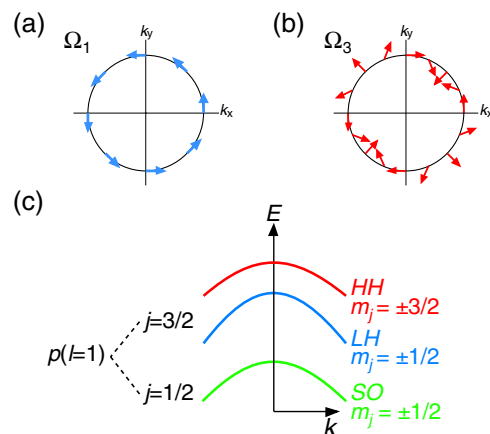 (a)
Ω1
ky
kx
(b)
Ω3
ky
kx
(c)
E
HH
mj = ±3/2
j=3/2
LH
mj = ±1/2
p(l=1)
j=1/2
SO
mj = ±1/2
k